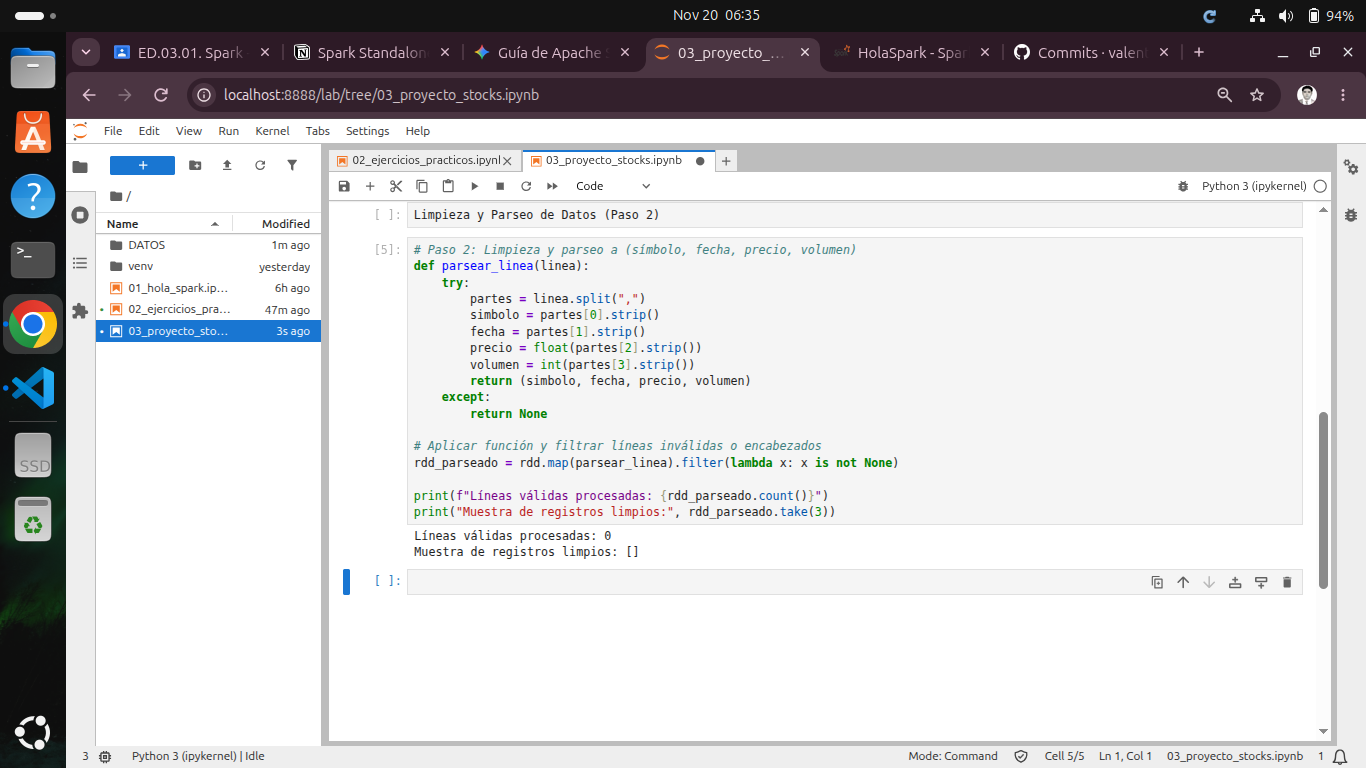 Nov 20 06:35
94%
ED.03.01. Spark
Spark Standalon
Guía de Apache S
03_proyecto_...
HolaSpark - Spar
Commits · valent
localhost:8888/lab/tree/03_proyecto_stocks.ipynb
File Edit View Run Kernel Tabs Settings Help
02_ejercicios_practicos.ipynl
03_proyecto_stocks.ipynb
Code
Python 3 (ipykernel)
/
Name Modified
DATOS 1m ago
venv yesterday
01_hola_spark.ip... 6h ago
02_ejercicios_pra... 47m ago
03_proyecto_sto... 3s ago
[ ]: Limpieza y Parseo de Datos (Paso 2)
[5]: # Paso 2: Limpieza y parseo a (símbolo, fecha, precio, volumen)
def parsear_linea(linea):
    try:
        partes = linea.split(",")
        simbolo = partes[0].strip()
        fecha = partes[1].strip()
        precio = float(partes[2].strip())
        volumen = int(partes[3].strip())
        return (simbolo, fecha, precio, volumen)
    except:
        return None
# Aplicar función y filtrar líneas inválidas o encabezados
rdd_parseado = rdd.map(parsear_linea).filter(lambda x: x is not None)
print(f"Líneas válidas procesadas: {rdd_parseado.count()}")
print("Muestra de registros limpios:", rdd_parseado.take(3))
Líneas válidas procesadas: 0
Muestra de registros limpios: []
[ ]:
SSD
3 Python 3 (ipykernel) | Idle
Mode: Command Cell 5/5 Ln 1, Col 1 03_proyecto_stocks.ipynb 1